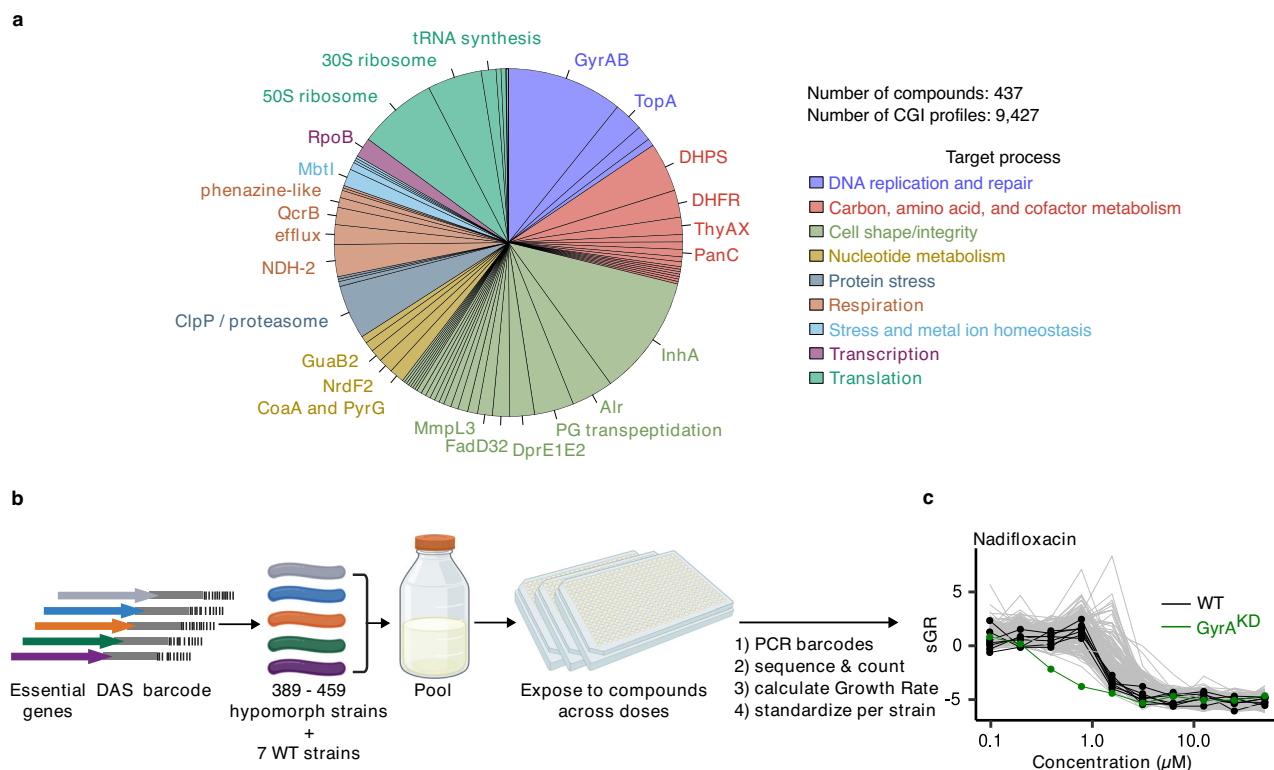 a
tRNA synthesis
30S ribosome
50S ribosome
RpoB
MbtI
phenazine-like
QcrB
efflux
NDH-2
ClpP / proteasome
GuaB2
NrdF2
CoaA and PyrG
MmpL3
FadD32
DprE1E2
PG transpeptidation
Alr
InhA
PanC
ThyAX
DHFR
DHPS
TopA
GyrAB
Number of compounds: 437
Number of CGI profiles: 9,427
Target process
DNA replication and repair
Carbon, amino acid, and cofactor metabolism
Cell shape/integrity
Nucleotide metabolism
Protein stress
Respiration
Stress and metal ion homeostasis
Transcription
Translation
b
Essential DAS barcode
genes
389 - 459
hypomorph strains
+
7 WT strains
Pool
Expose to compounds
across doses
1) PCR barcodes
2) sequence & count
3) calculate Growth Rate
4) standardize per strain
c
Nadifloxacin
sGR
5
0
-5
WT
GyrA^KD
0.1 1.0 10.0
Concentration (µM)